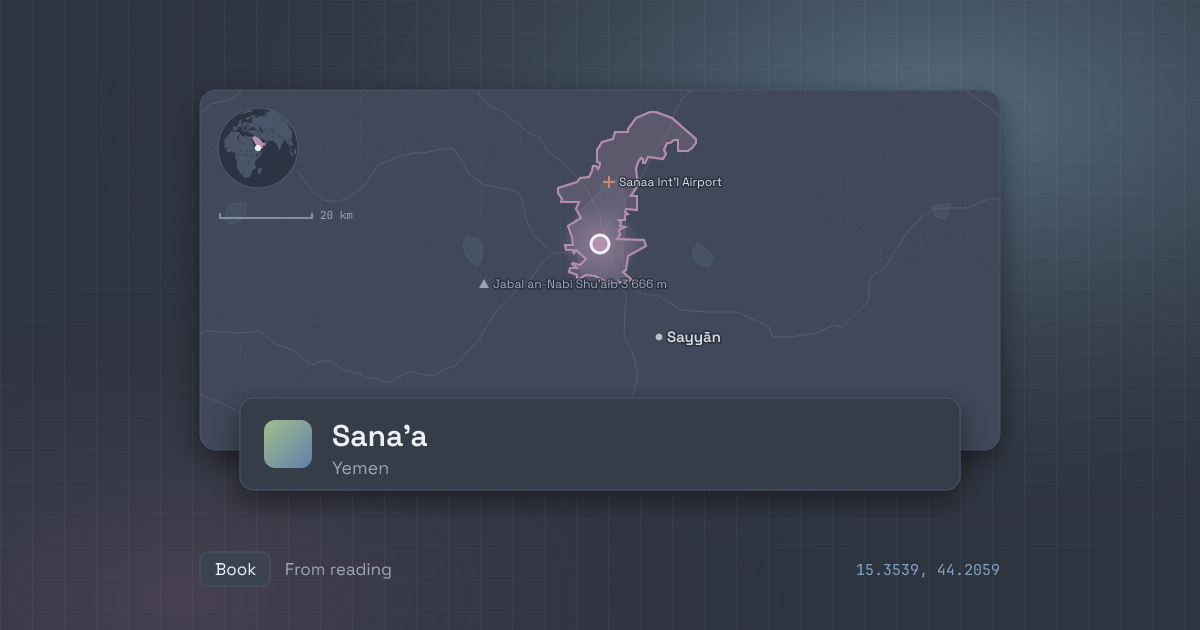 Sanaa Int'l Airport
20 km
Jabal an-Nabi Shu'aib 3 666 m
Sayyān
Sana’a
Yemen
Book
From reading
15.3539, 44.2059